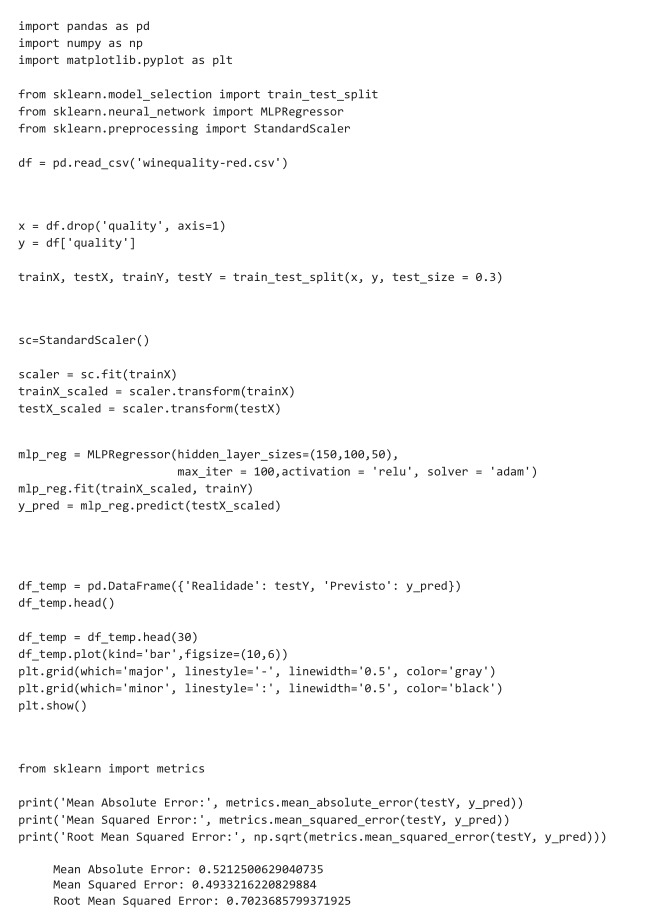 import pandas as pd
import numpy as np
import matplotlib.pyplot as plt
from sklearn.model_selection import train_test_split
from sklearn.neural_network import MLPRegressor
from sklearn.preprocessing import StandardScaler
df = pd.read_csv('winequality-red.csv')
x = df.drop('quality', axis=1)
y = df['quality']
trainX, testX, trainY, testY = train_test_split(x, y, test_size = 0.3)
sc=StandardScaler()
scaler = sc.fit(trainX)
trainX_scaled = scaler.transform(trainX)
testX_scaled = scaler.transform(testX)
mlp_reg = MLPRegressor(hidden_layer_sizes=(150,100,50),
                       max_iter = 100,activation = 'relu', solver = 'adam')
mlp_reg.fit(trainX_scaled, trainY)
y_pred = mlp_reg.predict(testX_scaled)
df_temp = pd.DataFrame({'Realidade': testY, 'Previsto': y_pred})
df_temp.head()
df_temp = df_temp.head(30)
df_temp.plot(kind='bar',figsize=(10,6))
plt.grid(which='major', linestyle='-', linewidth='0.5', color='gray')
plt.grid(which='minor', linestyle=':', linewidth='0.5', color='black')
plt.show()
from sklearn import metrics
print('Mean Absolute Error:', metrics.mean_absolute_error(testY, y_pred))
print('Mean Squared Error:', metrics.mean_squared_error(testY, y_pred))
print('Root Mean Squared Error:', np.sqrt(metrics.mean_squared_error(testY, y_pred)))
Mean Absolute Error: 0.5212500629040735
Mean Squared Error: 0.4933216220829884
Root Mean Squared Error: 0.7023685799371925